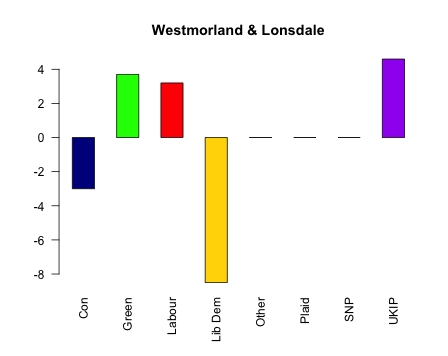 Westmorland & Lonsdale
4
2
0
-2
-4
-6
-8
Con
Green
Labour
Lib Dem
Other
Plaid
SNP
UKIP